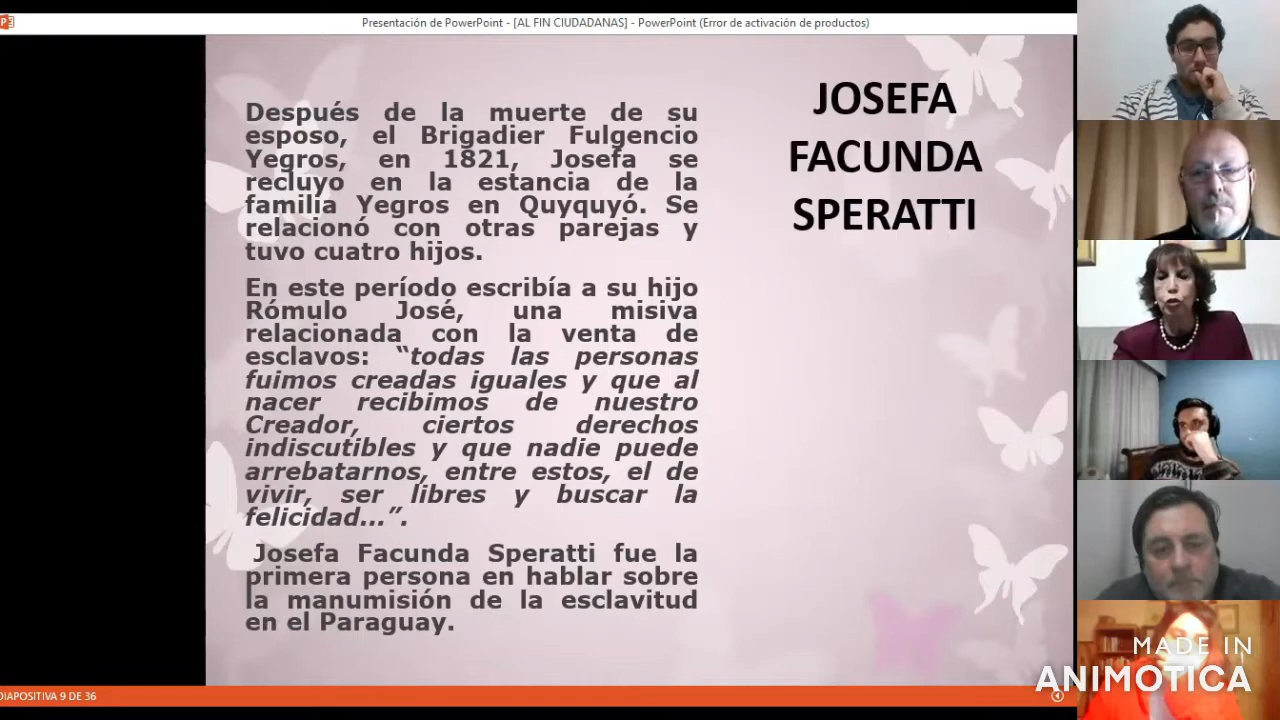 Presentación de PowerPoint - [AL FIN CIUDADANAS] - PowerPoint (Error de activación de productos)
JOSEFA
FACUNDA
SPERATTI
Después de la muerte de su
esposo, el Brigadier Fulgencio
Yegros, en 1821, Josefa se
recluyo en la estancia de la
familia Yegros en Quyquyó. Se
relacionó con otras parejas y
tuvo cuatro hijos.
En este período escribía a su hijo
Rómulo José, una misiva
relacionada con la venta de
esclavos: “todas las personas
fuimos creadas iguales y que al
nacer recibimos de nuestro
Creador, ciertos derechos
indiscutibles y que nadie puede
arrebatarnos, entre estos, el de
vivir, ser libres y buscar la
felicidad...”.
Josefa Facunda Speratti fue la
primera persona en hablar sobre
la manumisión de la esclavitud
en el Paraguay.
DIAPOSITIVA 9 DE 36
MADE IN
ANIMOTICA